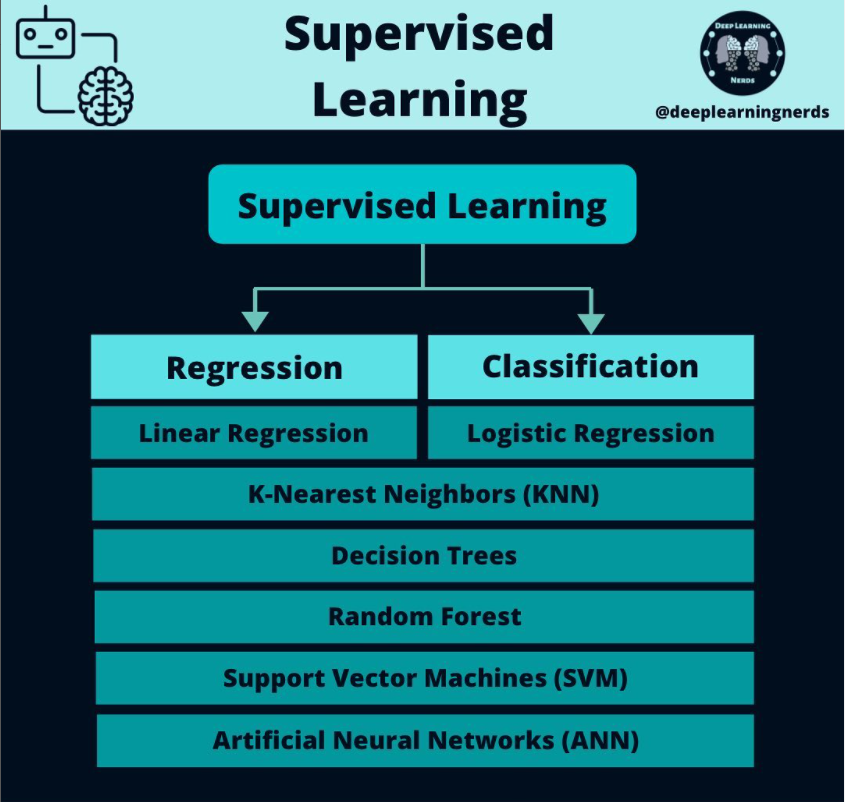 Supervised
Learning
DEEP LEARNING
NERDS
@deeplearningnerds
Supervised Learning
Regression
Classification
Linear Regression
Logistic Regression
K-Nearest Neighbors (KNN)
Decision Trees
Random Forest
Support Vector Machines (SVM)
Artificial Neural Networks (ANN)